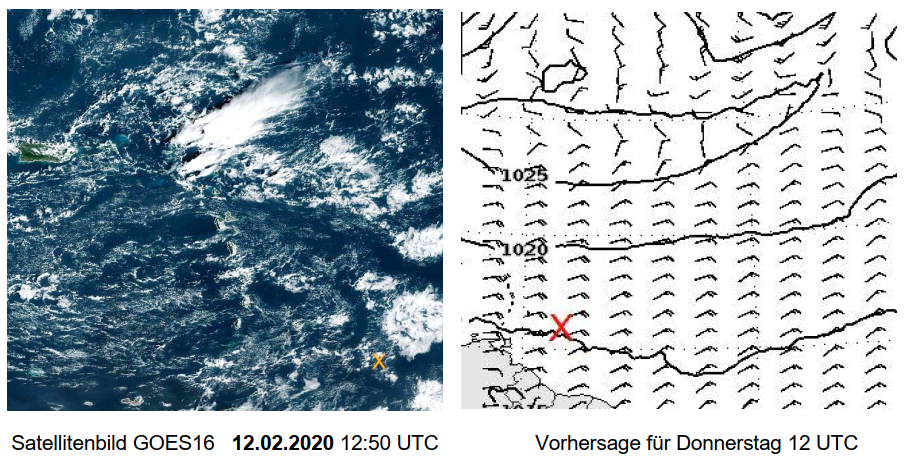 1025
1020
X
X
Satellitenbild GOES16 12.02.2020 12:50 UTC
Vorhersage für Donnerstag 12 UTC